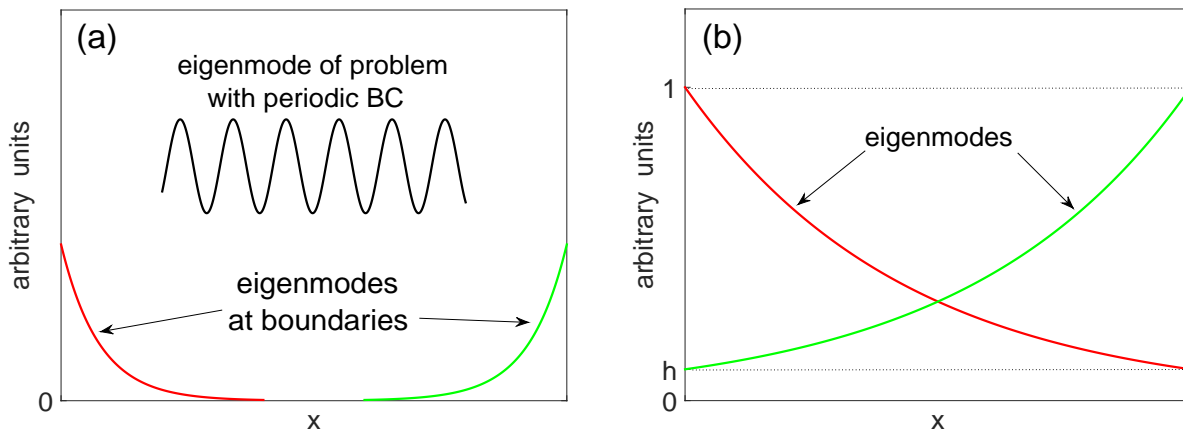 (a)
eigenmode of problem
with periodic BC
eigenmodes
at boundaries
arbitrary units
0
x
(b)
1
eigenmodes
arbitrary units
h
0
x